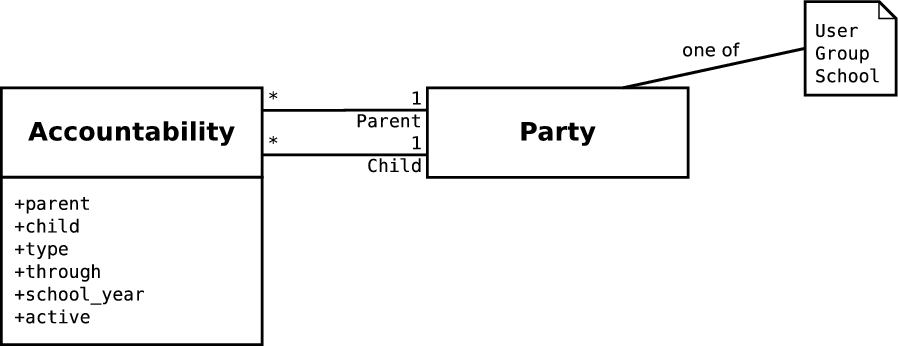 User
Group
School
one of
* 1
Parent
* 1
Child
Accountability
Party
+parent
+child
+type
+through
+school_year
+active